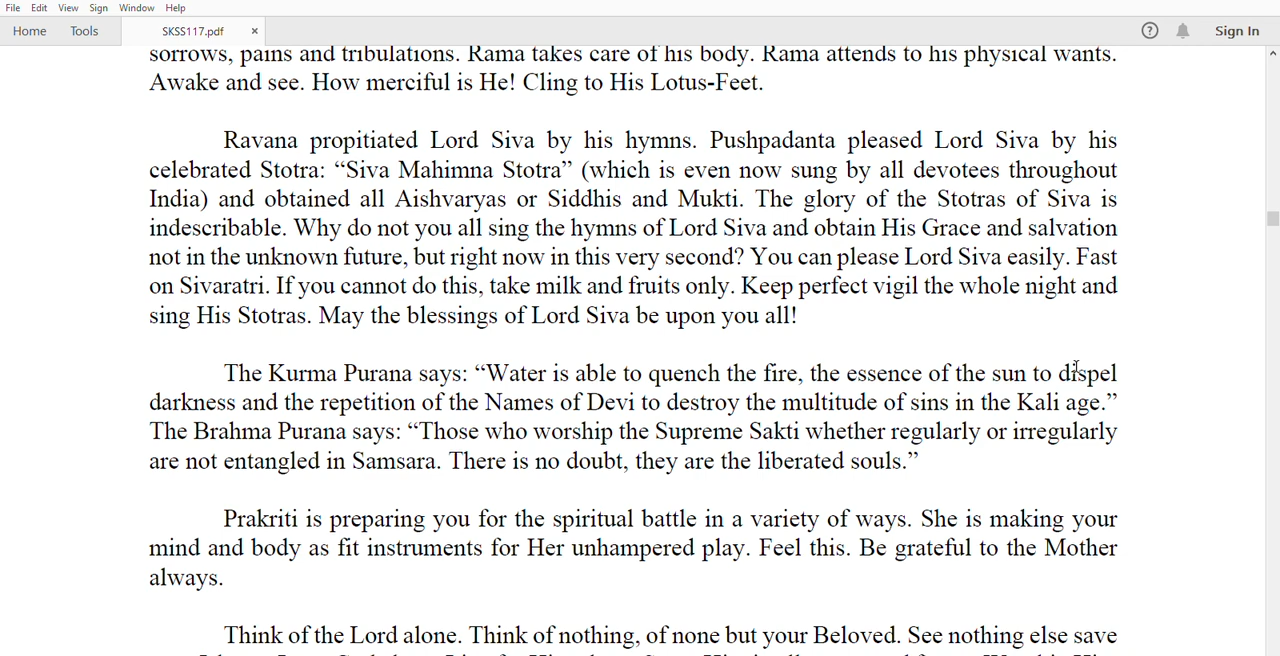 File Edit View Sign Window Help
Home Tools SKSS117.pdf × Sign In
sorrows, pains and tribulations. Rama takes care of his body. Rama attends to his physical wants.
Awake and see. How merciful is He! Cling to His Lotus-Feet.
Ravana propitiated Lord Siva by his hymns. Pushpadanta pleased Lord Siva by his
celebrated Stotra: “Siva Mahimna Stotra” (which is even now sung by all devotees throughout
India) and obtained all Aishvaryas or Siddhis and Mukti. The glory of the Stotras of Siva is
indescribable. Why do not you all sing the hymns of Lord Siva and obtain His Grace and salvation
not in the unknown future, but right now in this very second? You can please Lord Siva easily. Fast
on Sivaratri. If you cannot do this, take milk and fruits only. Keep perfect vigil the whole night and
sing His Stotras. May the blessings of Lord Siva be upon you all!
The Kurma Purana says: “Water is able to quench the fire, the essence of the sun to dispel
darkness and the repetition of the Names of Devi to destroy the multitude of sins in the Kali age.”
The Brahma Purana says: “Those who worship the Supreme Sakti whether regularly or irregularly
are not entangled in Samsara. There is no doubt, they are the liberated souls.”
Prakriti is preparing you for the spiritual battle in a variety of ways. She is making your
mind and body as fit instruments for Her unhampered play. Feel this. Be grateful to the Mother
always.
Think of the Lord alone. Think of nothing, of none but your Beloved. See nothing else save